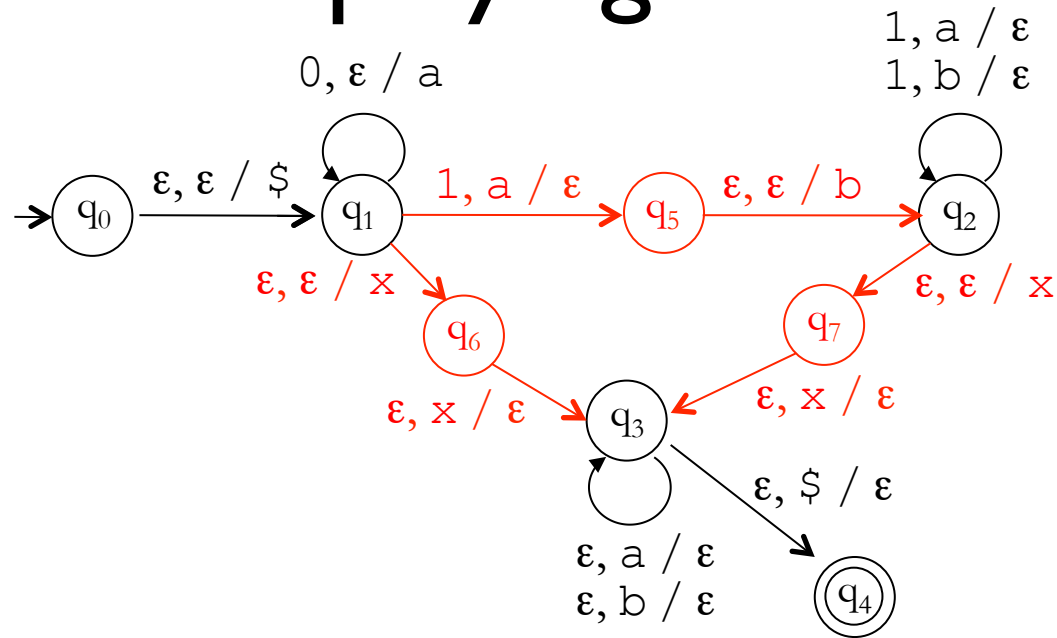 1, a / ε
0, ε / a
1, b / ε
ε, ε / $
1, a / ε
ε, ε / b
q₀
q₁
q₅
q₂
ε, ε / x
ε, ε / x
q₆
q₇
ε, x / ε
ε, x / ε
q₃
ε, $ / ε
ε, a / ε
ε, b / ε
q₄